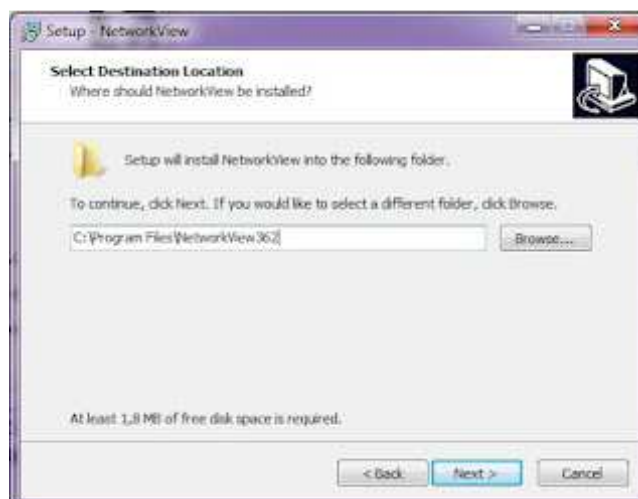 Setup - NetworkView
Select Destination Location
Where should NetworkView be installed?
Setup will install NetworkView into the following folder.
To continue, click Next. If you would like to select a different folder, click Browse.
C:\Program Files\NetworkView362
Browse...
At least 1,8 MB of free disk space is required.
< Back
Next >
Cancel